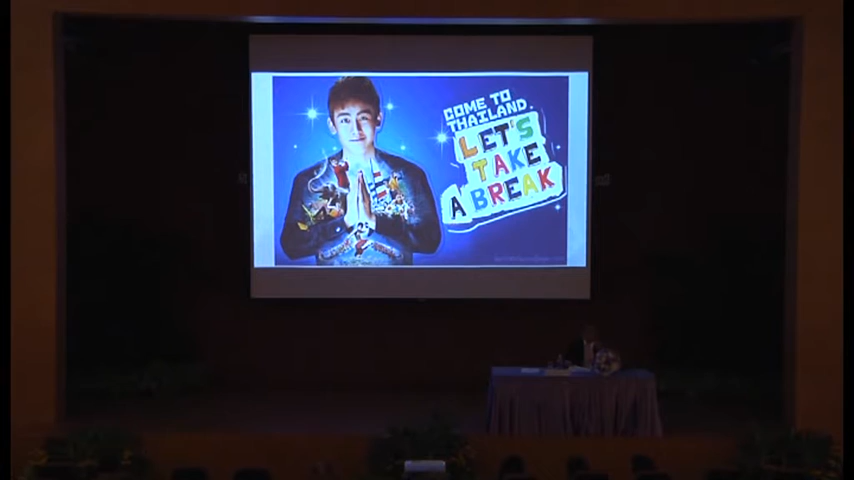 COME TO
THAILAND
LET'S
TAKE
A BREAK